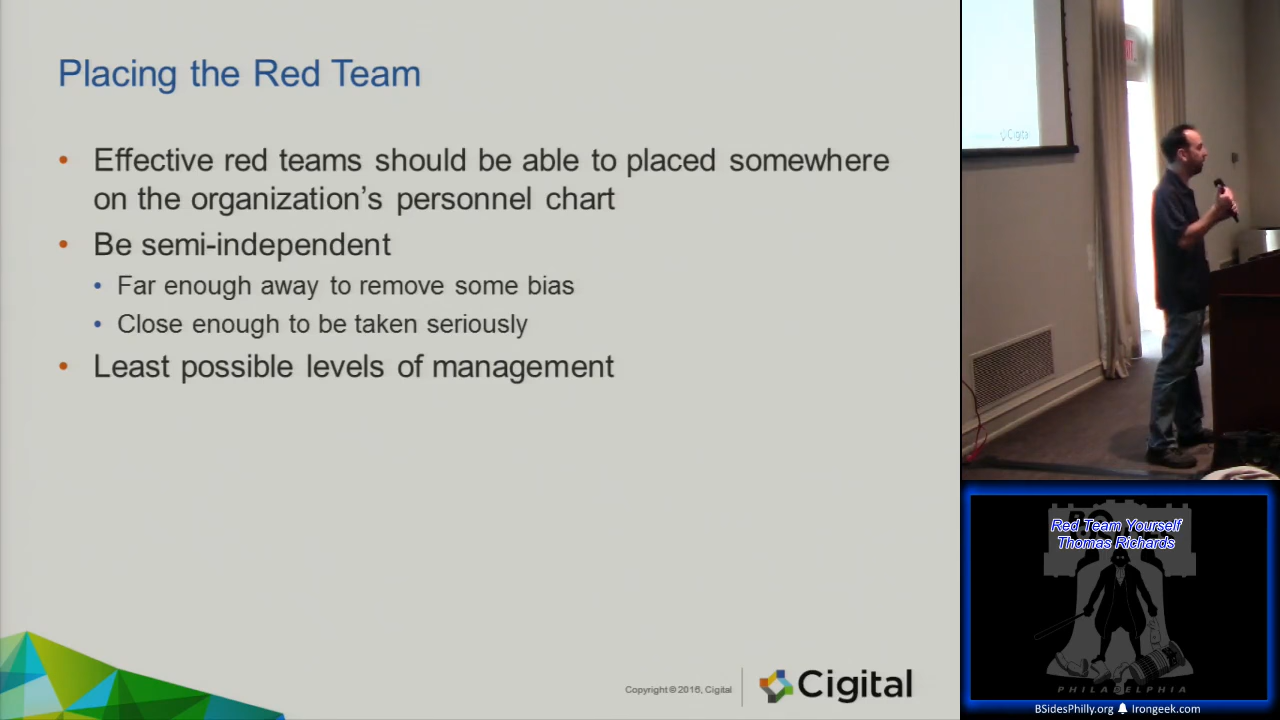 Placing the Red Team
• Effective red teams should be able to placed somewhere
on the organization's personnel chart
• Be semi-independent
• Far enough away to remove some bias
• Close enough to be taken seriously
• Least possible levels of management
Copyright © 2016, Cigital
Cigital
Cigital
Red Team Yourself
Thomas Richards
PHILADELPHIA
BSidesPhilly.org
Irongeek.com